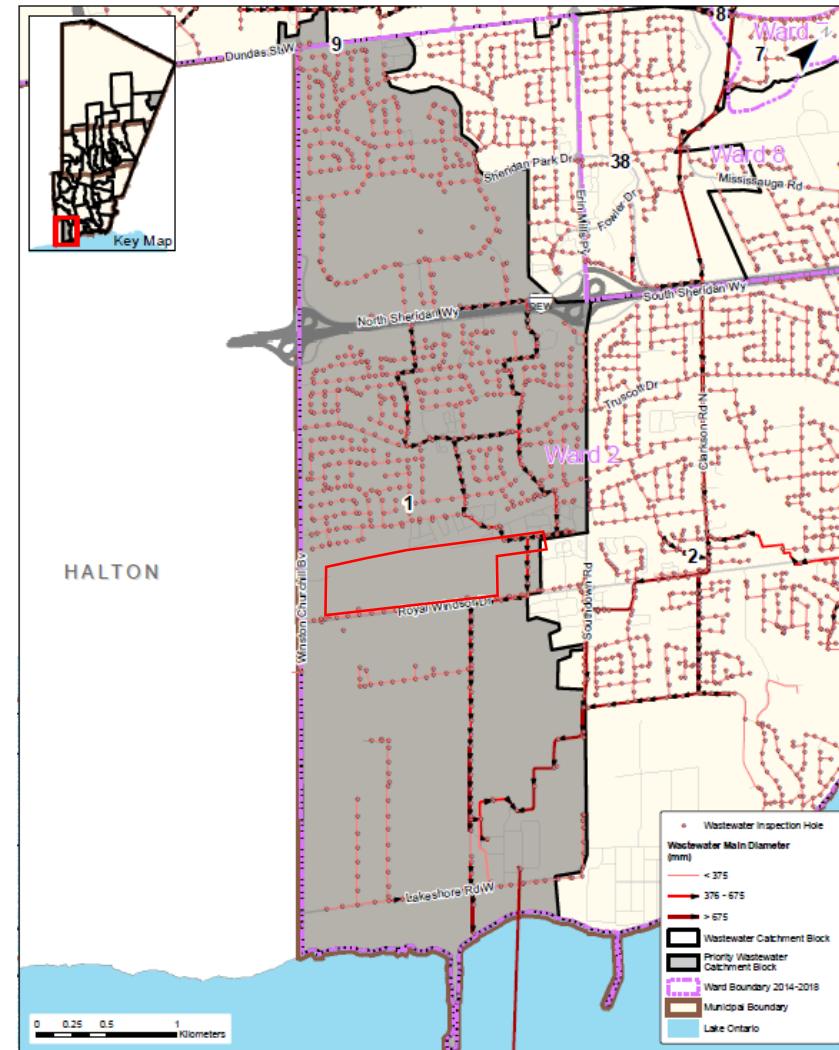 Key Map
9
8
7
Ward 7
Dundas St W
38
Ward 8
Sheridan Park Dr
Erin Mills Py
Fowler Dr
Mississauga Rd
North Sheridan Wy
QEW
South Sheridan Wy
Truscott Dr
Clarkson Rd N
Ward 2
1
HALTON
Winston Churchill Bv
2
Royal Windsor Dr
Southdown Rd
Lakeshore Rd W
Wastewater Inspection Hole
Wastewater Main Diameter
(mm)
< 375
376 - 675
> 675
Wastewater Catchment Block
Priority Wastewater
Catchment Block
Ward Boundary 2014-2018
Municipal Boundary
Lake Ontario
0 0.25 0.5 1
Kilometers